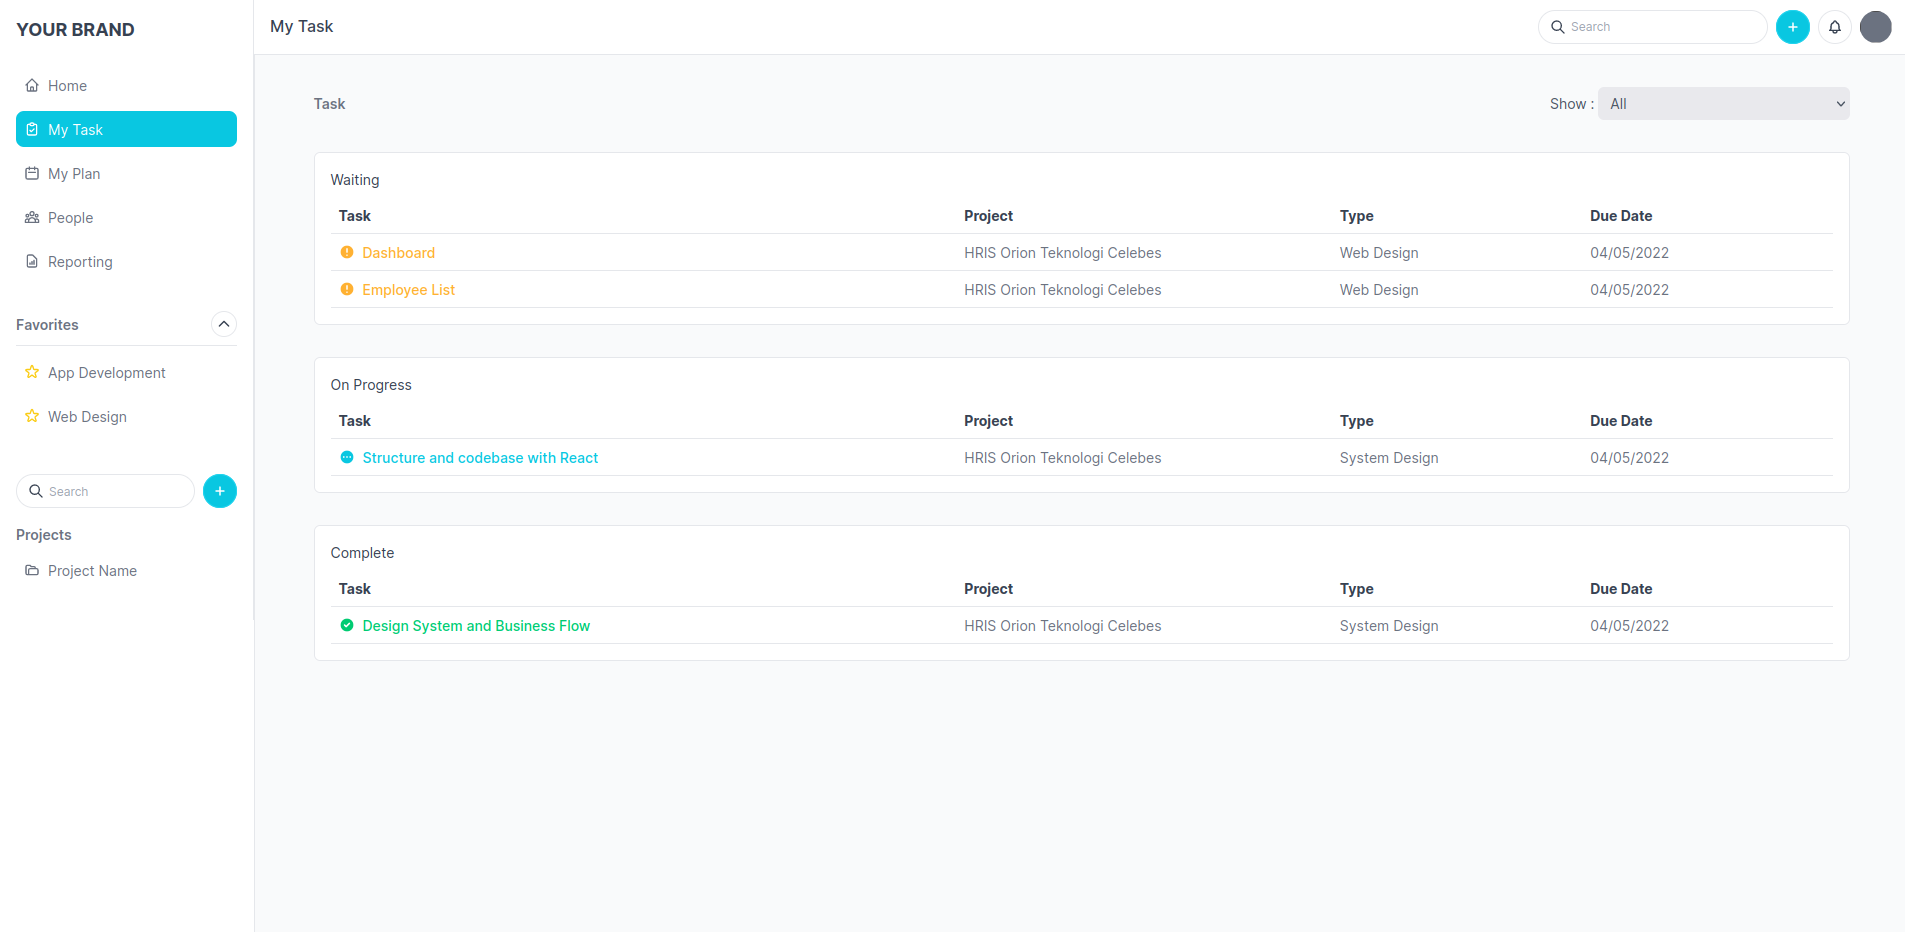 YOUR BRAND
Home
My Task
My Plan
People
Reporting
Favorites
App Development
Web Design
Search
Projects
Project Name
My Task
Search
Task
Show : All
Waiting
Task Project Type Due Date
Dashboard HRIS Orion Teknologi Celebes Web Design 04/05/2022
Employee List HRIS Orion Teknologi Celebes Web Design 04/05/2022
On Progress
Task Project Type Due Date
Structure and codebase with React HRIS Orion Teknologi Celebes System Design 04/05/2022
Complete
Task Project Type Due Date
Design System and Business Flow HRIS Orion Teknologi Celebes System Design 04/05/2022